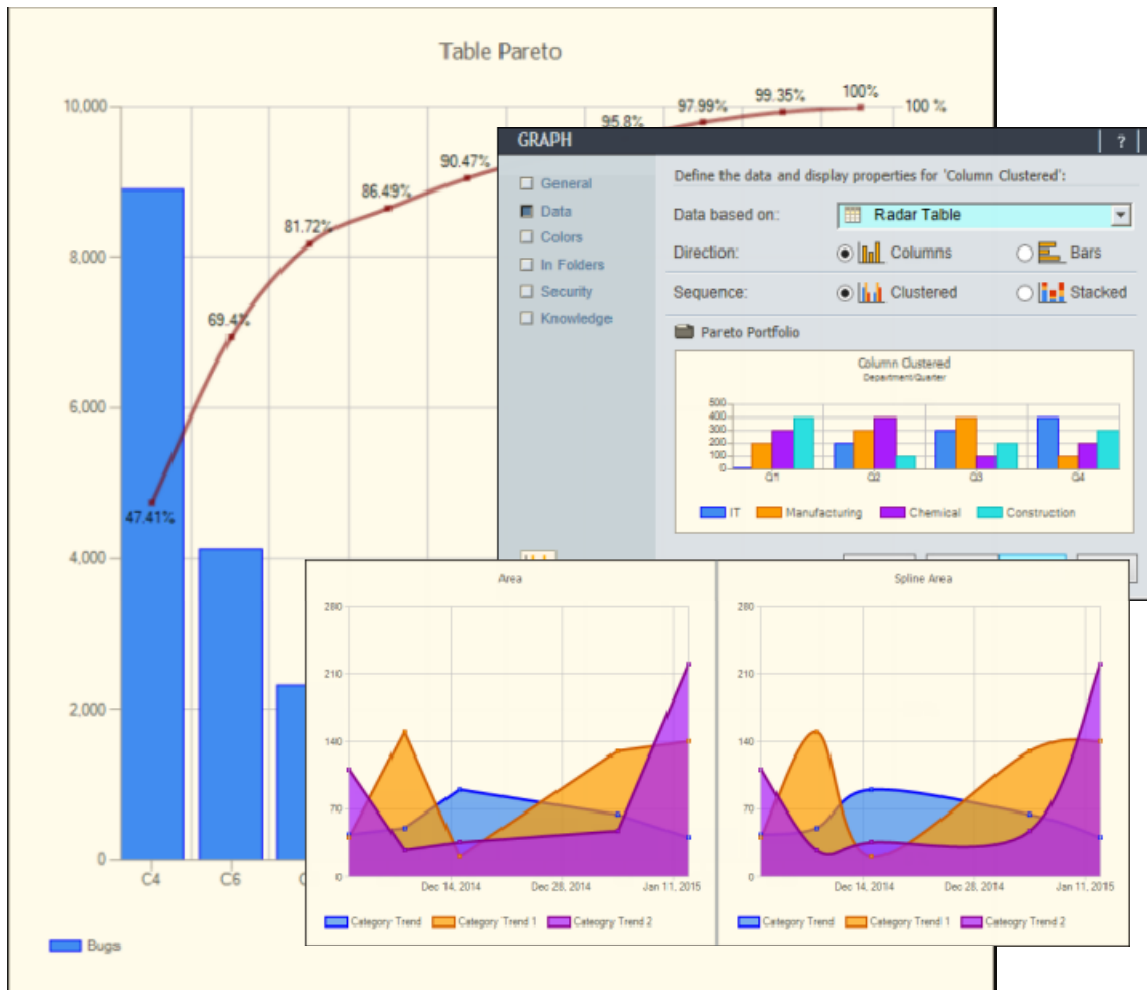 Table Pareto
10,000
8,000
6,000
4,000
2,000
0
100 %
47.41%
69.4%
81.72%
86.49%
90.47%
95.8%
97.99%
99.35%
100%
C4
C6
Bugs
GRAPH
?
General
Data
Colors
In Folders
Security
Knowledge
Define the data and display properties for 'Column Clustered':
Data based on:
Radar Table
Direction:
Columns
Bars
Sequence:
Clustered
Stacked
Pareto Portfolio
Column Clustered
Department/Quarter
500
400
300
200
100
0
Q1
Q2
Q3
Q4
IT
Manufacturing
Chemical
Construction
Area
280
210
140
70
0
Dec 14, 2014
Dec 28, 2014
Jan 11, 2015
Category Trend
Category Trend 1
Cateogry Trend 2
Spline Area
280
210
140
70
0
Dec 14, 2014
Dec 28, 2014
Jan 11, 2015
Category Trend
Category Trend 1
Cateogry Trend 2